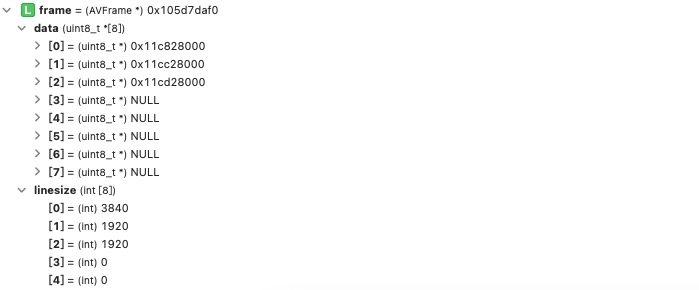 L frame = (AVFrame *) 0x105d7daf0
data (uint8_t *[8])
[0] = (uint8_t *) 0x11c828000
[1] = (uint8_t *) 0x11cc28000
[2] = (uint8_t *) 0x11cd28000
[3] = (uint8_t *) NULL
[4] = (uint8_t *) NULL
[5] = (uint8_t *) NULL
[6] = (uint8_t *) NULL
[7] = (uint8_t *) NULL
linesize (int [8])
[0] = (int) 3840
[1] = (int) 1920
[2] = (int) 1920
[3] = (int) 0
[4] = (int) 0